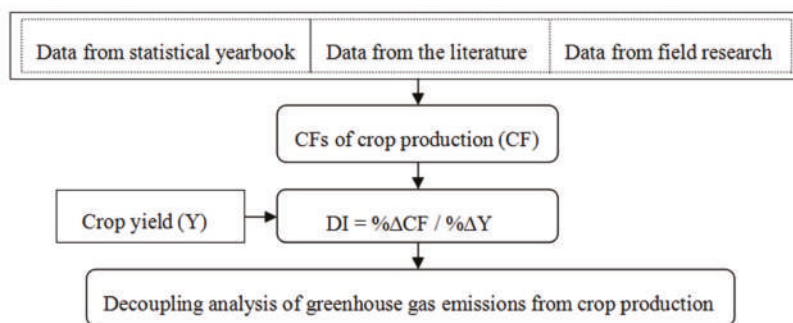 Data from statistical yearbook
Data from the literature
Data from field research
CFs of crop production (CF)
Crop yield (Y)
DI = %ΔCF / %ΔY
Decoupling analysis of greenhouse gas emissions from crop production